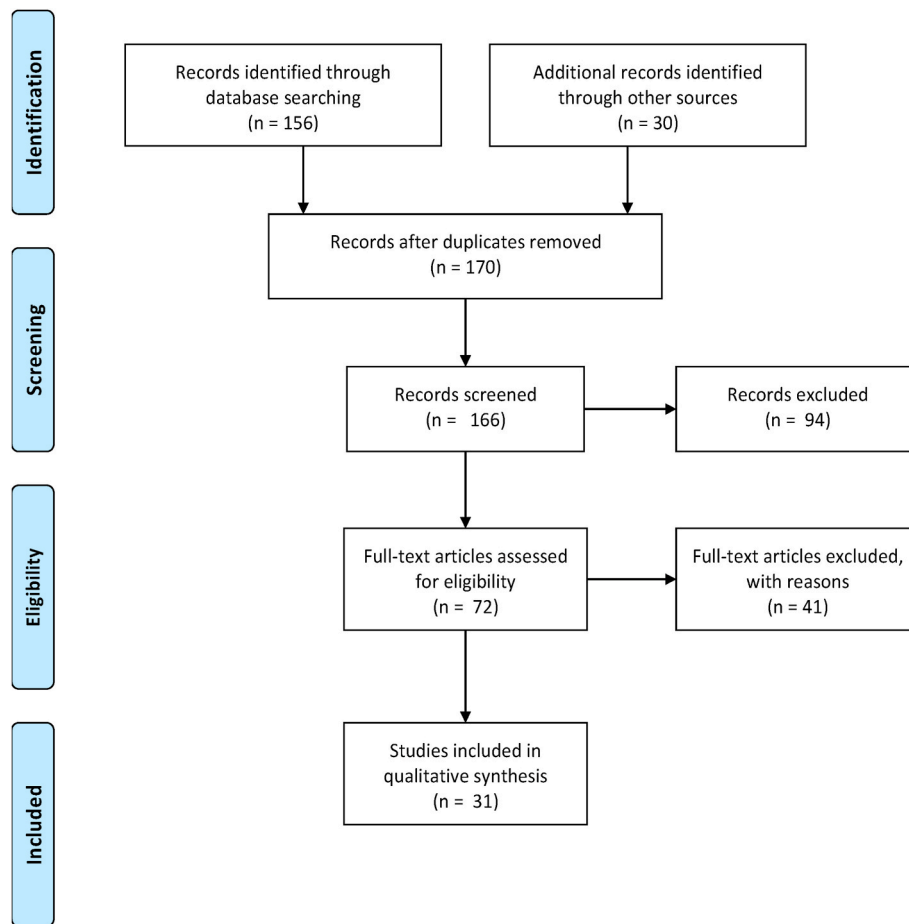 Identification
Records identified through
database searching
(n = 156)
Additional records identified
through other sources
(n = 30)
Records after duplicates removed
(n = 170)
Screening
Records screened
(n = 166)
Records excluded
(n = 94)
Eligibility
Full-text articles assessed
for eligibility
(n = 72)
Full-text articles excluded,
with reasons
(n = 41)
Included
Studies included in
qualitative synthesis
(n = 31)